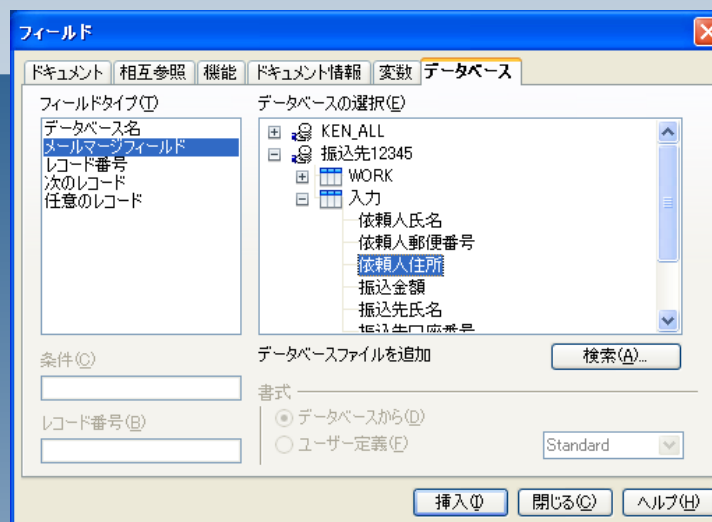 フィールド
ドキュメント 相互参照 機能 ドキュメント情報 変数 データベース
フィールドタイプ(T)
データベース名
メールマージフィールド
レコード番号
次のレコード
任意のレコード
条件(C)
レコード番号(B)
データベースの選択(E)
KEN_ALL
振込先12345
WORK
入力
依頼人氏名
依頼人郵便番号
依頼人住所
振込金額
振込先氏名
振込先口座番号
データベースファイルを追加
検索(A)...
書式
データベースから(D)
ユーザー定義(F)
Standard
挿入(I) 閉じる(C) ヘルプ(H)